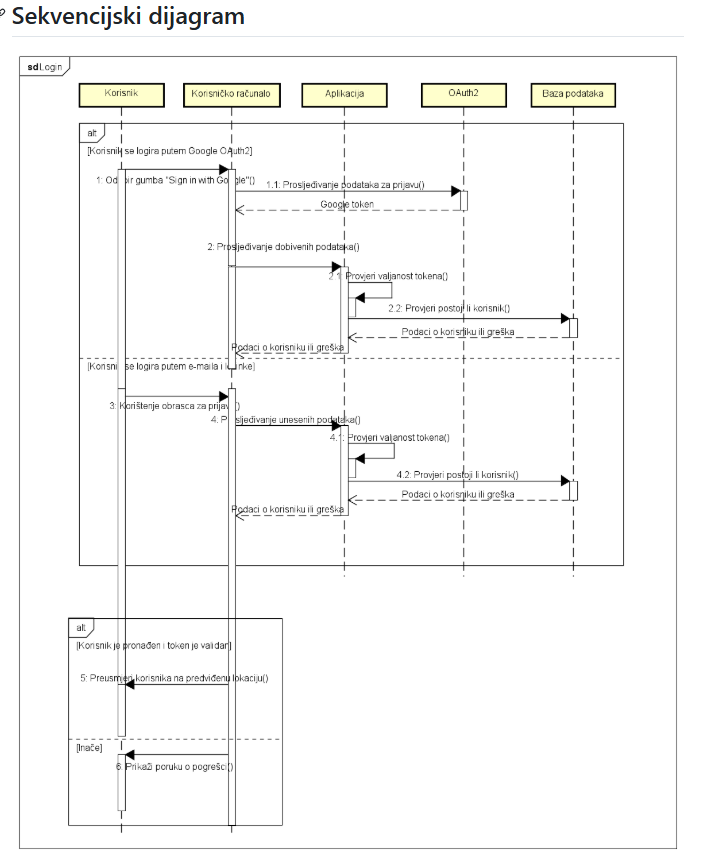 Sekvencijski dijagram
sd Login
Korisnik
Korisničko računalo
Aplikacija
OAuth2
Baza podataka
alt
[Korisnik se logira putem Google OAuth2]
1: Odabir gumba "Sign in with Google"()
1.1: Prosljeđivanje podataka za prijavu()
Google token
2: Prosljeđivanje dobivenih podataka()
2.1: Provjeri valjanost tokena()
2.2: Provjeri postoji li korisnik()
Podaci o korisniku ili greška
Podaci o korisniku ili greška
[Korisnik se logira putem e-maila i lozinke]
3: Korištenje obrasca za prijavu()
4: Prosljeđivanje unesenih podataka()
4.1: Provjeri valjanost tokena()
4.2: Provjeri postoji li korisnik()
Podaci o korisniku ili greška
Podaci o korisniku ili greška
alt
[Korisnik je pronađen i token je validan]
5: Preusmjeri korisnika na predviđenu lokaciju()
[Inače]
6: Prikaži poruku o pogrešci()